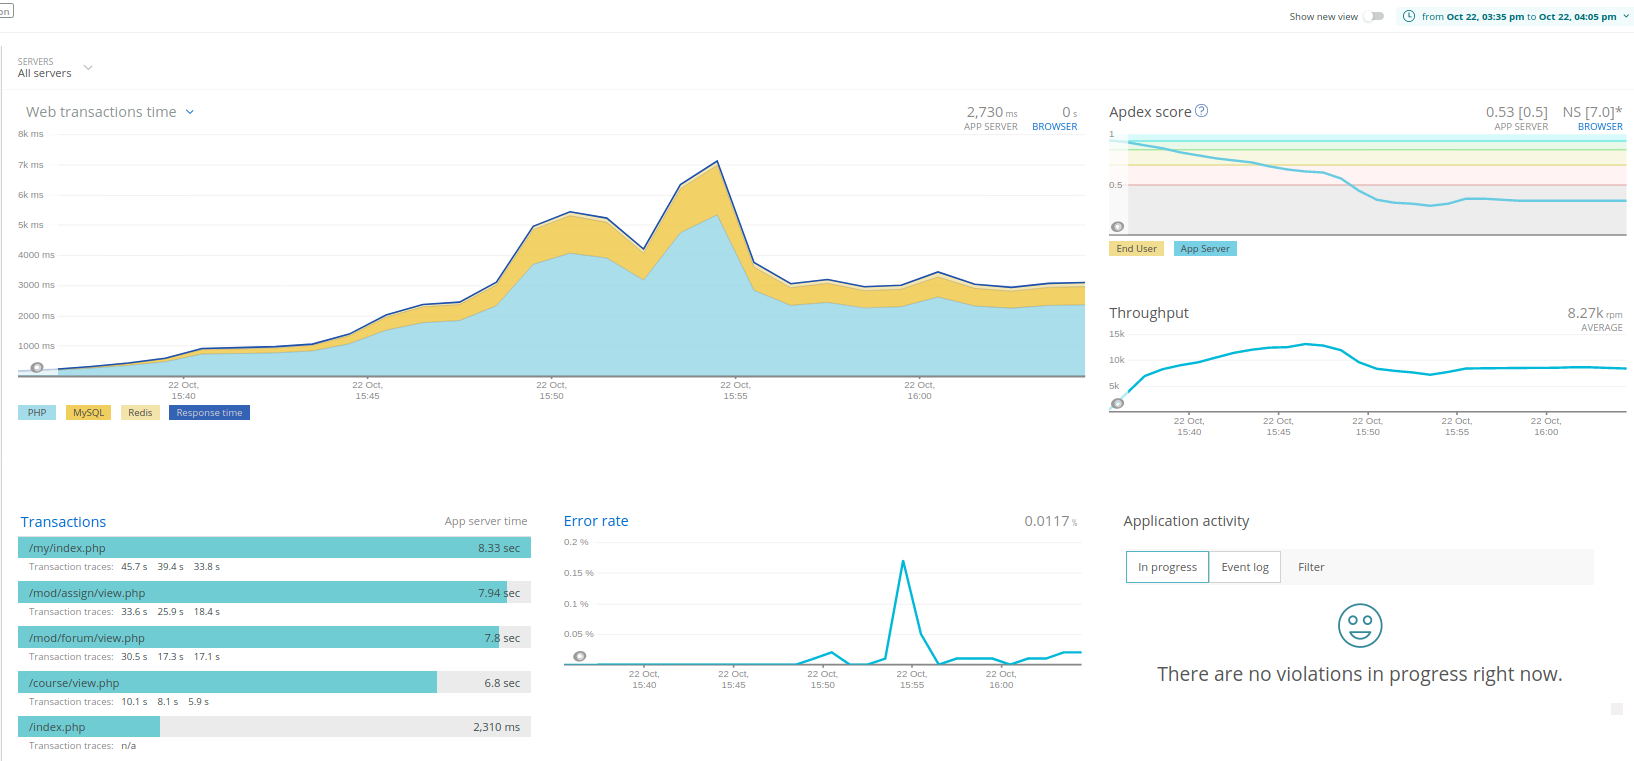 on
Show new view
from Oct 22, 03:35 pm to Oct 22, 04:05 pm
SERVERS
All servers
Web transactions time
2,730 ms
APP SERVER
0 s
BROWSER
8k ms
7k ms
6k ms
5k ms
4000 ms
3000 ms
2000 ms
1000 ms
22 Oct,
15:40
22 Oct,
15:45
22 Oct,
15:50
22 Oct,
15:55
22 Oct,
16:00
PHP
MySQL
Redis
Response time
Apdex score
0.53 [0.5]
APP SERVER
NS [7.0]*
BROWSER
1
0.5
End User
App Server
Throughput
8.27k rpm
AVERAGE
15k
10k
5k
22 Oct,
15:40
22 Oct,
15:45
22 Oct,
15:50
22 Oct,
15:55
22 Oct,
16:00
Transactions
App server time
/my/index.php 8.33 sec
Transaction traces: 45.7 s 39.4 s 33.8 s
/mod/assign/view.php 7.94 sec
Transaction traces: 33.6 s 25.9 s 18.4 s
/mod/forum/view.php 7.8 sec
Transaction traces: 30.5 s 17.3 s 17.1 s
/course/view.php 6.8 sec
Transaction traces: 10.1 s 8.1 s 5.9 s
/index.php 2,310 ms
Transaction traces: n/a
Error rate
0.0117 %
0.2 %
0.15 %
0.1 %
0.05 %
22 Oct,
15:40
22 Oct,
15:45
22 Oct,
15:50
22 Oct,
15:55
22 Oct,
16:00
Application activity
In progress
Event log
Filter
There are no violations in progress right now.